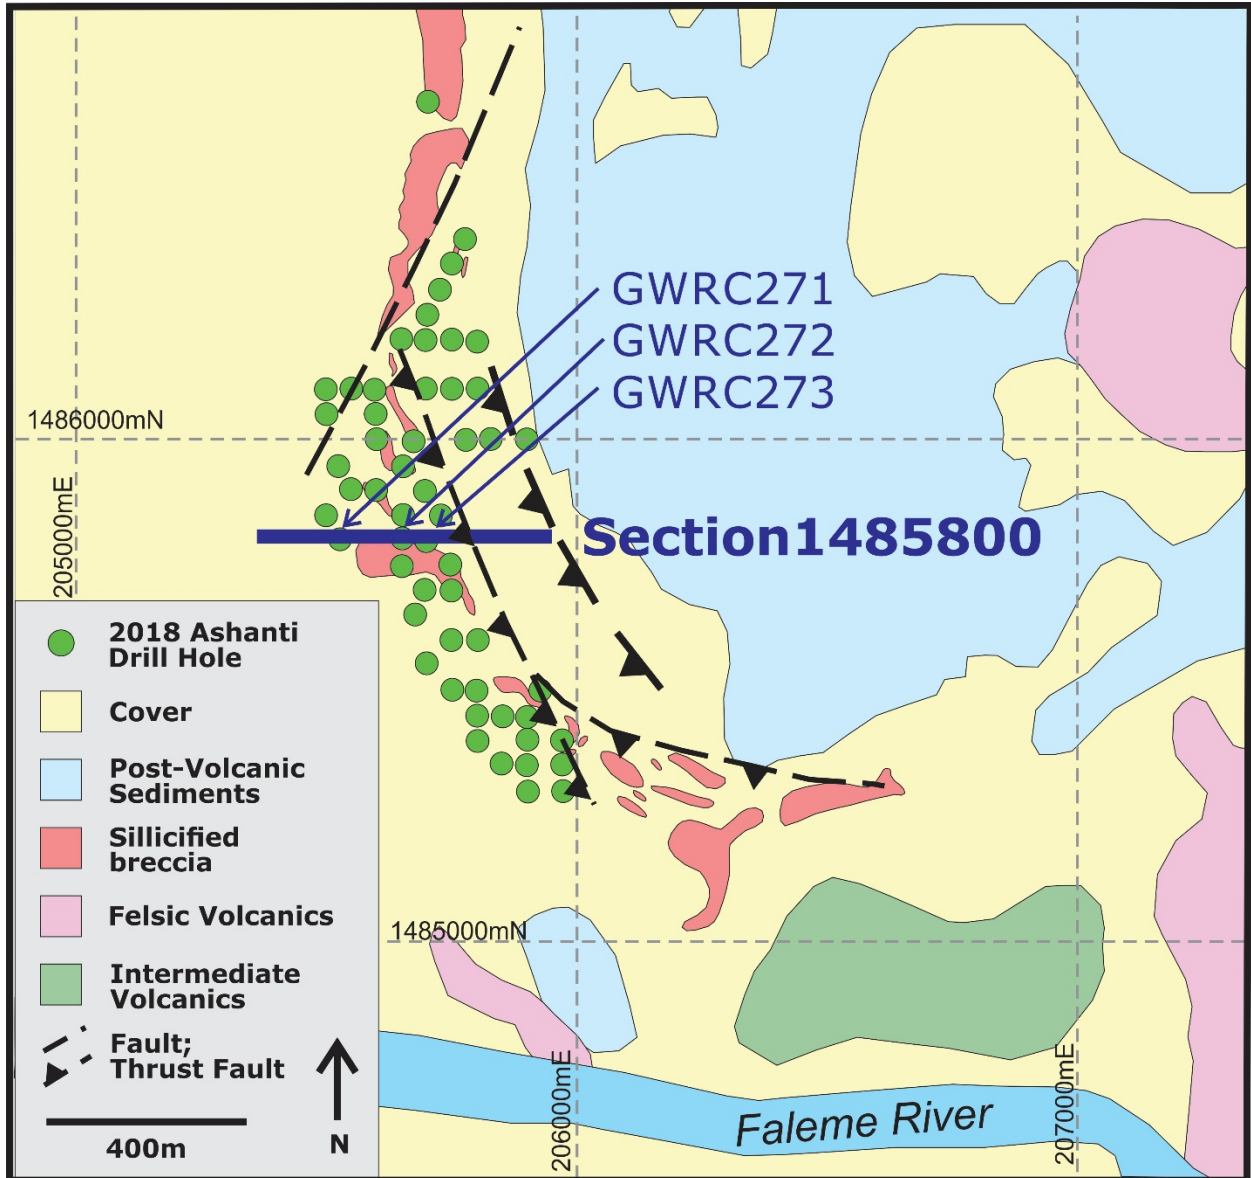 GWRC271
GWRC272
GWRC273
1486000mN
205000mE
Section1485800
2018 Ashanti
Drill Hole
Cover
Post-Volcanic
Sediments
Sillicified
breccia
Felsic Volcanics
Intermediate
Volcanics
Fault;
Thrust Fault
400m
N
1485000mN
206000mE
207000mE
Faleme River